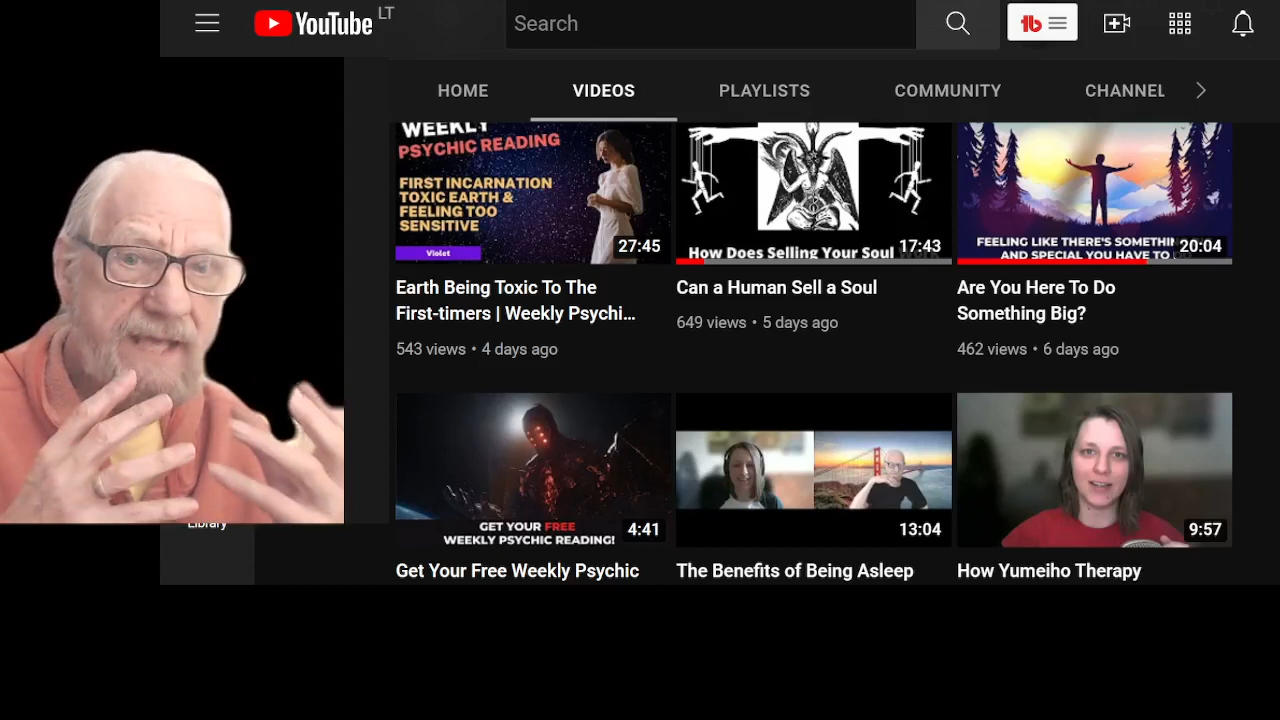 YouTube LT
Search
HOME VIDEOS PLAYLISTS COMMUNITY CHANNEL
WEEKLY
PSYCHIC READING
FIRST INCARNATION
TOXIC EARTH &
FEELING TOO
SENSITIVE
Violet
27:45
How Does Selling Your Soul
17:43
FEELING LIKE THERE'S
AND SPECIAL YOU HAVE TO
20:04
Earth Being Toxic To The
First-timers | Weekly Psychi...
543 views • 4 days ago
Can a Human Sell a Soul
649 views • 5 days ago
Are You Here To Do
Something Big?
462 views • 6 days ago
GET YOUR FREE
WEEKLY PSYCHIC READING!
4:41
13:04
9:57
Library
Get Your Free Weekly Psychic
The Benefits of Being Asleep
How Yumeiho Therapy